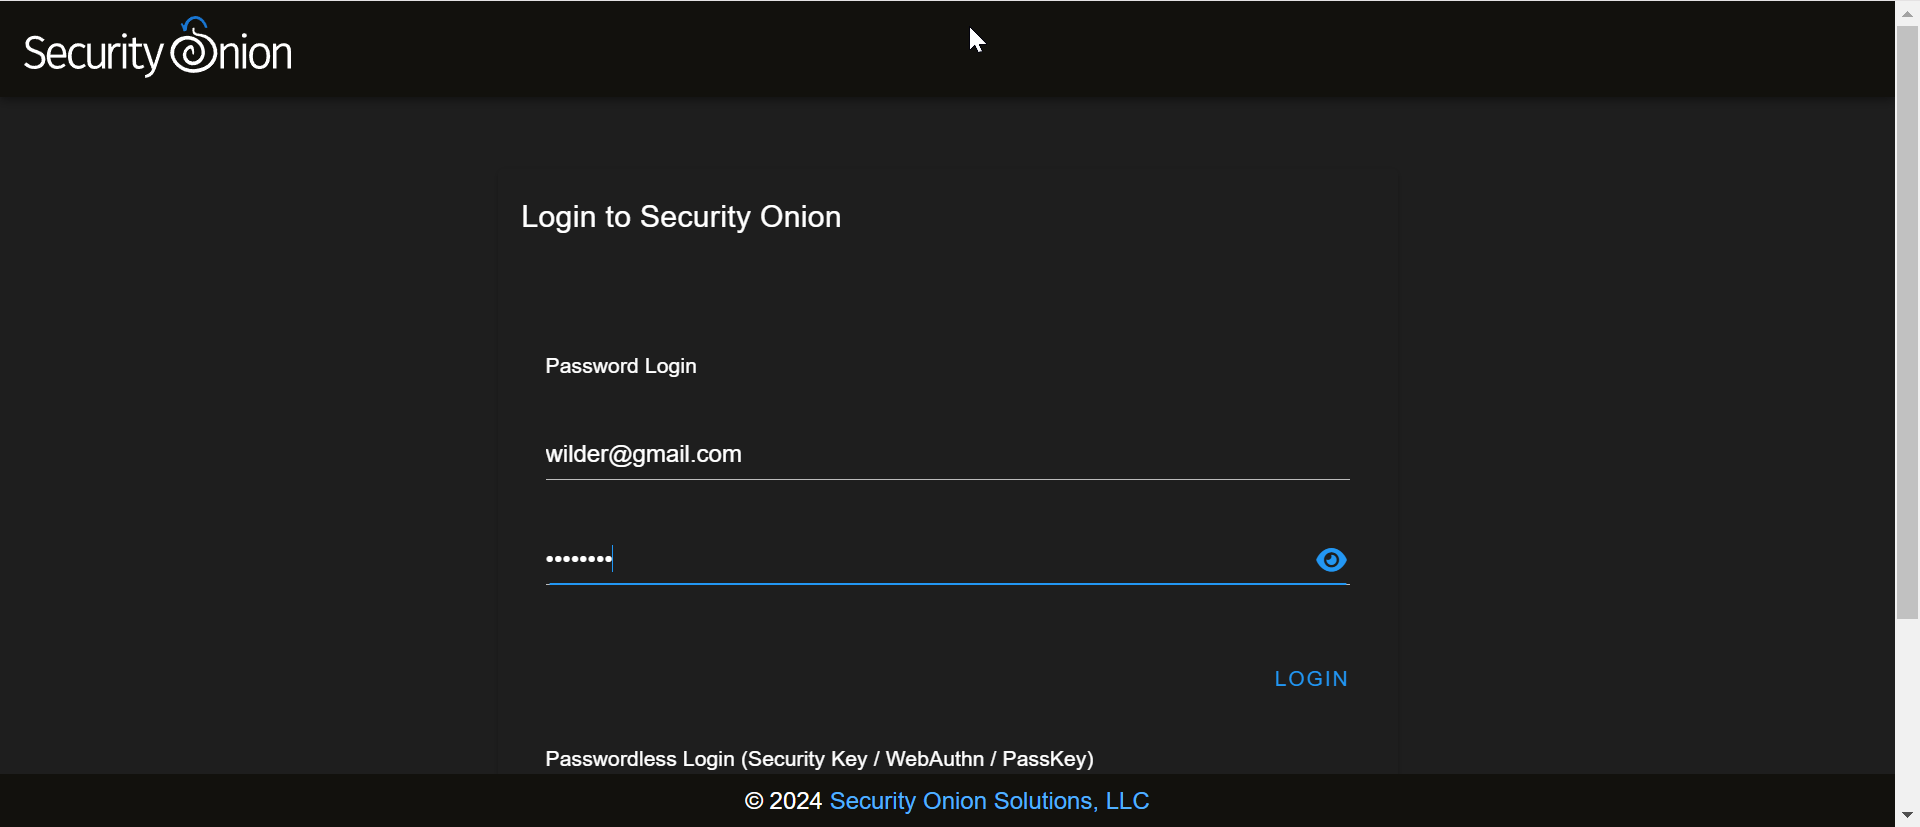 Security Onion
Login to Security Onion
Password Login
wilder@gmail.com
••••••••
LOGIN
Passwordless Login (Security Key / WebAuthn / PassKey)
© 2024 Security Onion Solutions, LLC